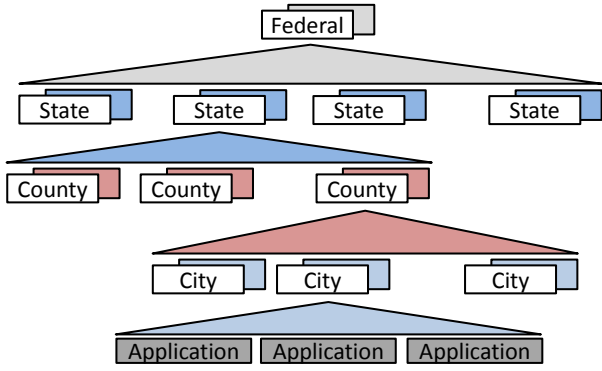 Federal
State State State State
County County County
City City City
Application Application Application